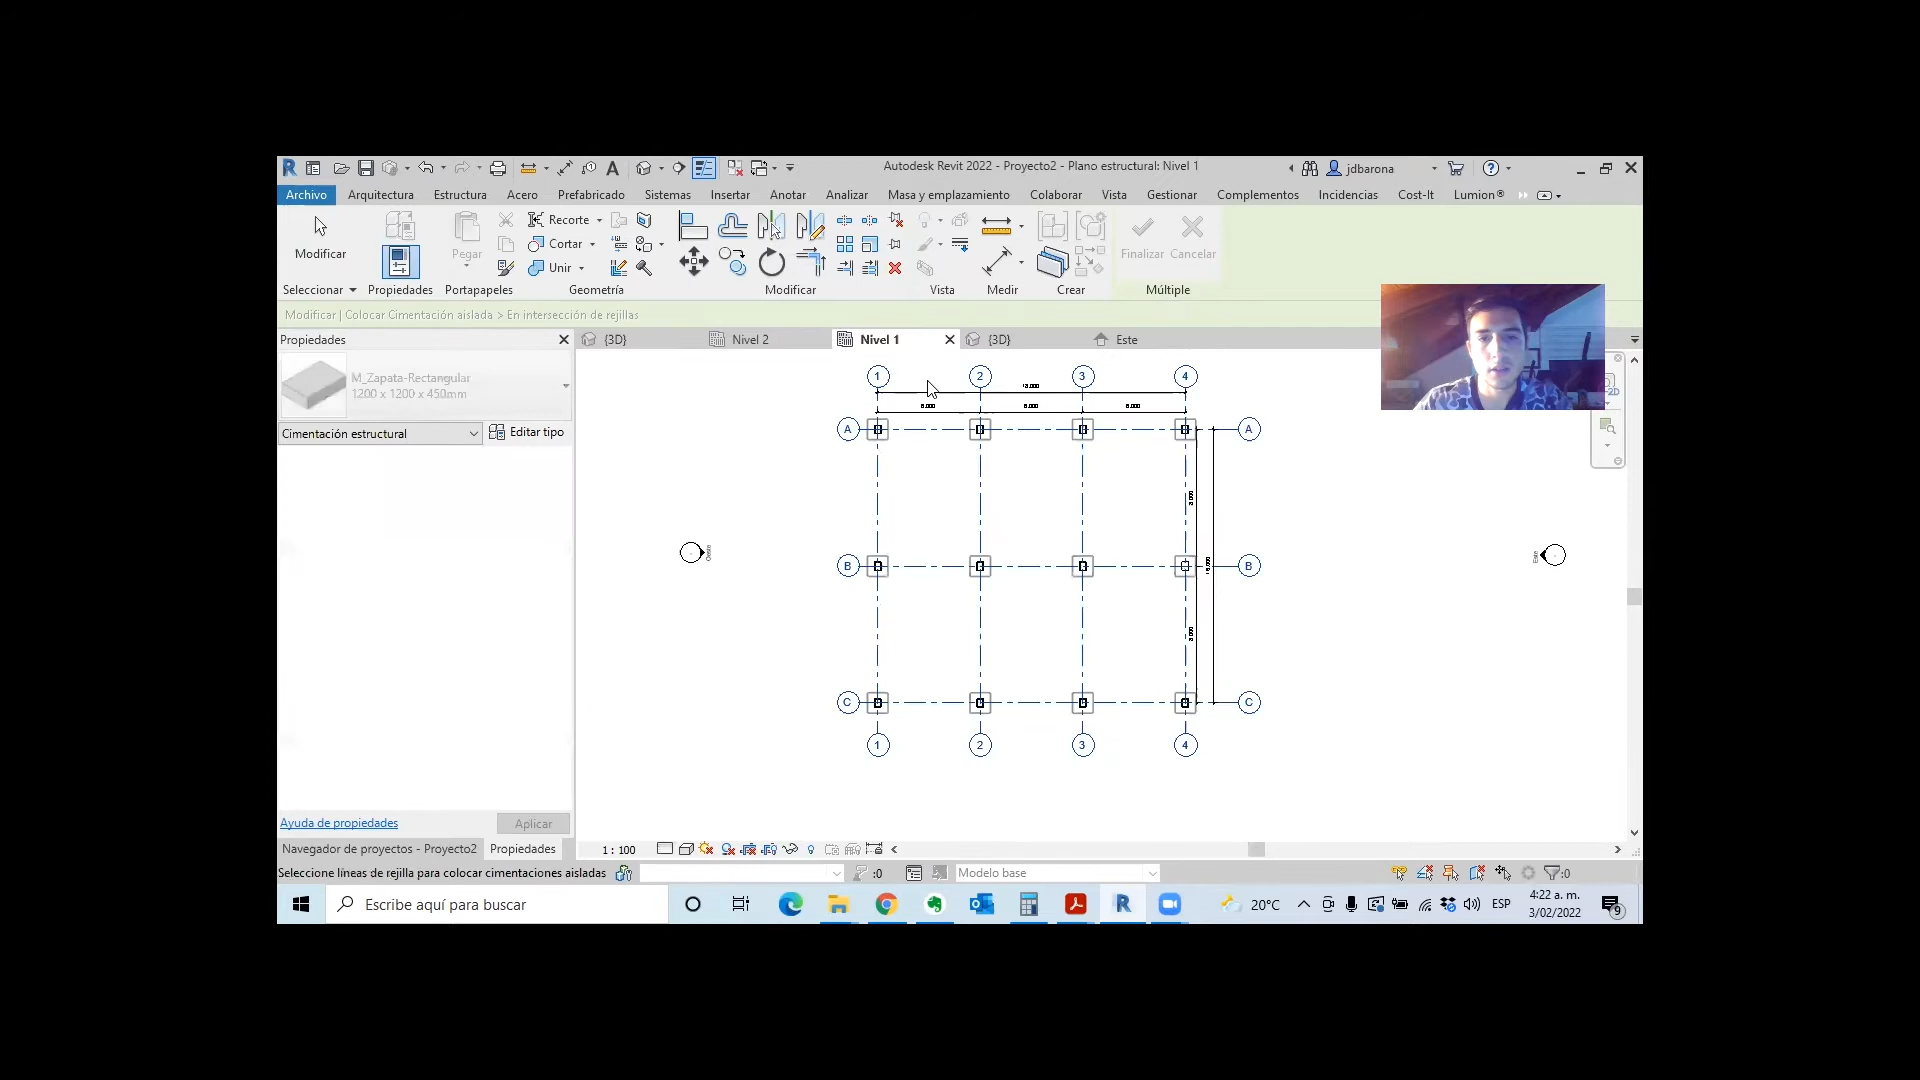 Autodesk Revit 2022 - Proyecto2 - Plano estructural: Nivel 1
jdbarona
Archivo Arquitectura Estructura Acero Prefabricado Sistemas Insertar Anotar Analizar Masa y emplazamiento Colaborar Vista Gestionar Complementos Incidencias Cost-It Lumion®
Modificar
Pegar
Recorte
Cortar
Unir
Finalizar Cancelar
Seleccionar Propiedades Portapapeles Geometría Modificar Vista Medir Crear Múltiple
Modificar | Colocar Cimentación aislada > En intersección de rejillas
Propiedades
{3D} Nivel 2 Nivel 1 {3D} Este
M_Zapata-Rectangular
1200 x 1200 x 450mm
Cimentación estructural
Editar tipo
1 2 3 4
A A
Oeste
B B
Este
C C
1 2 3 4
Ayuda de propiedades
Aplicar
Navegador de proyectos - Proyecto2 Propiedades
1 : 100
Seleccione líneas de rejilla para colocar cimentaciones aisladas
:0
Modelo base
:0
Escribe aquí para buscar
20°C
ESP
4:22 a. m.
3/02/2022
9